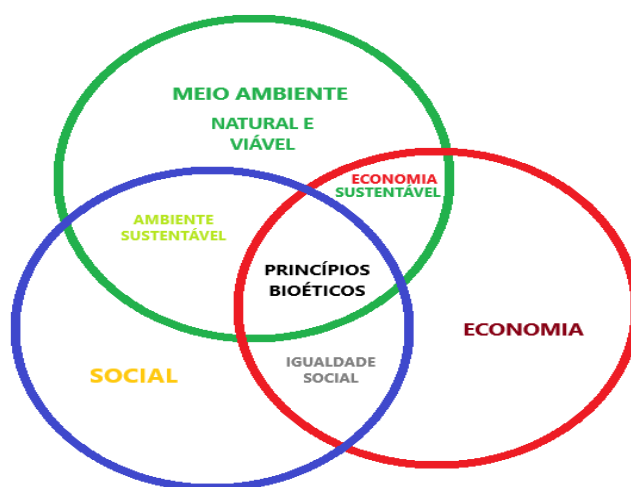 MEIO AMBIENTE
NATURAL E
VIÁVEL
ECONOMIA
SUSTENTÁVEL
AMBIENTE
SUSTENTÁVEL
PRINCÍPIOS
BIOÉTICOS
ECONOMIA
SOCIAL
IGUALDADE
SOCIAL